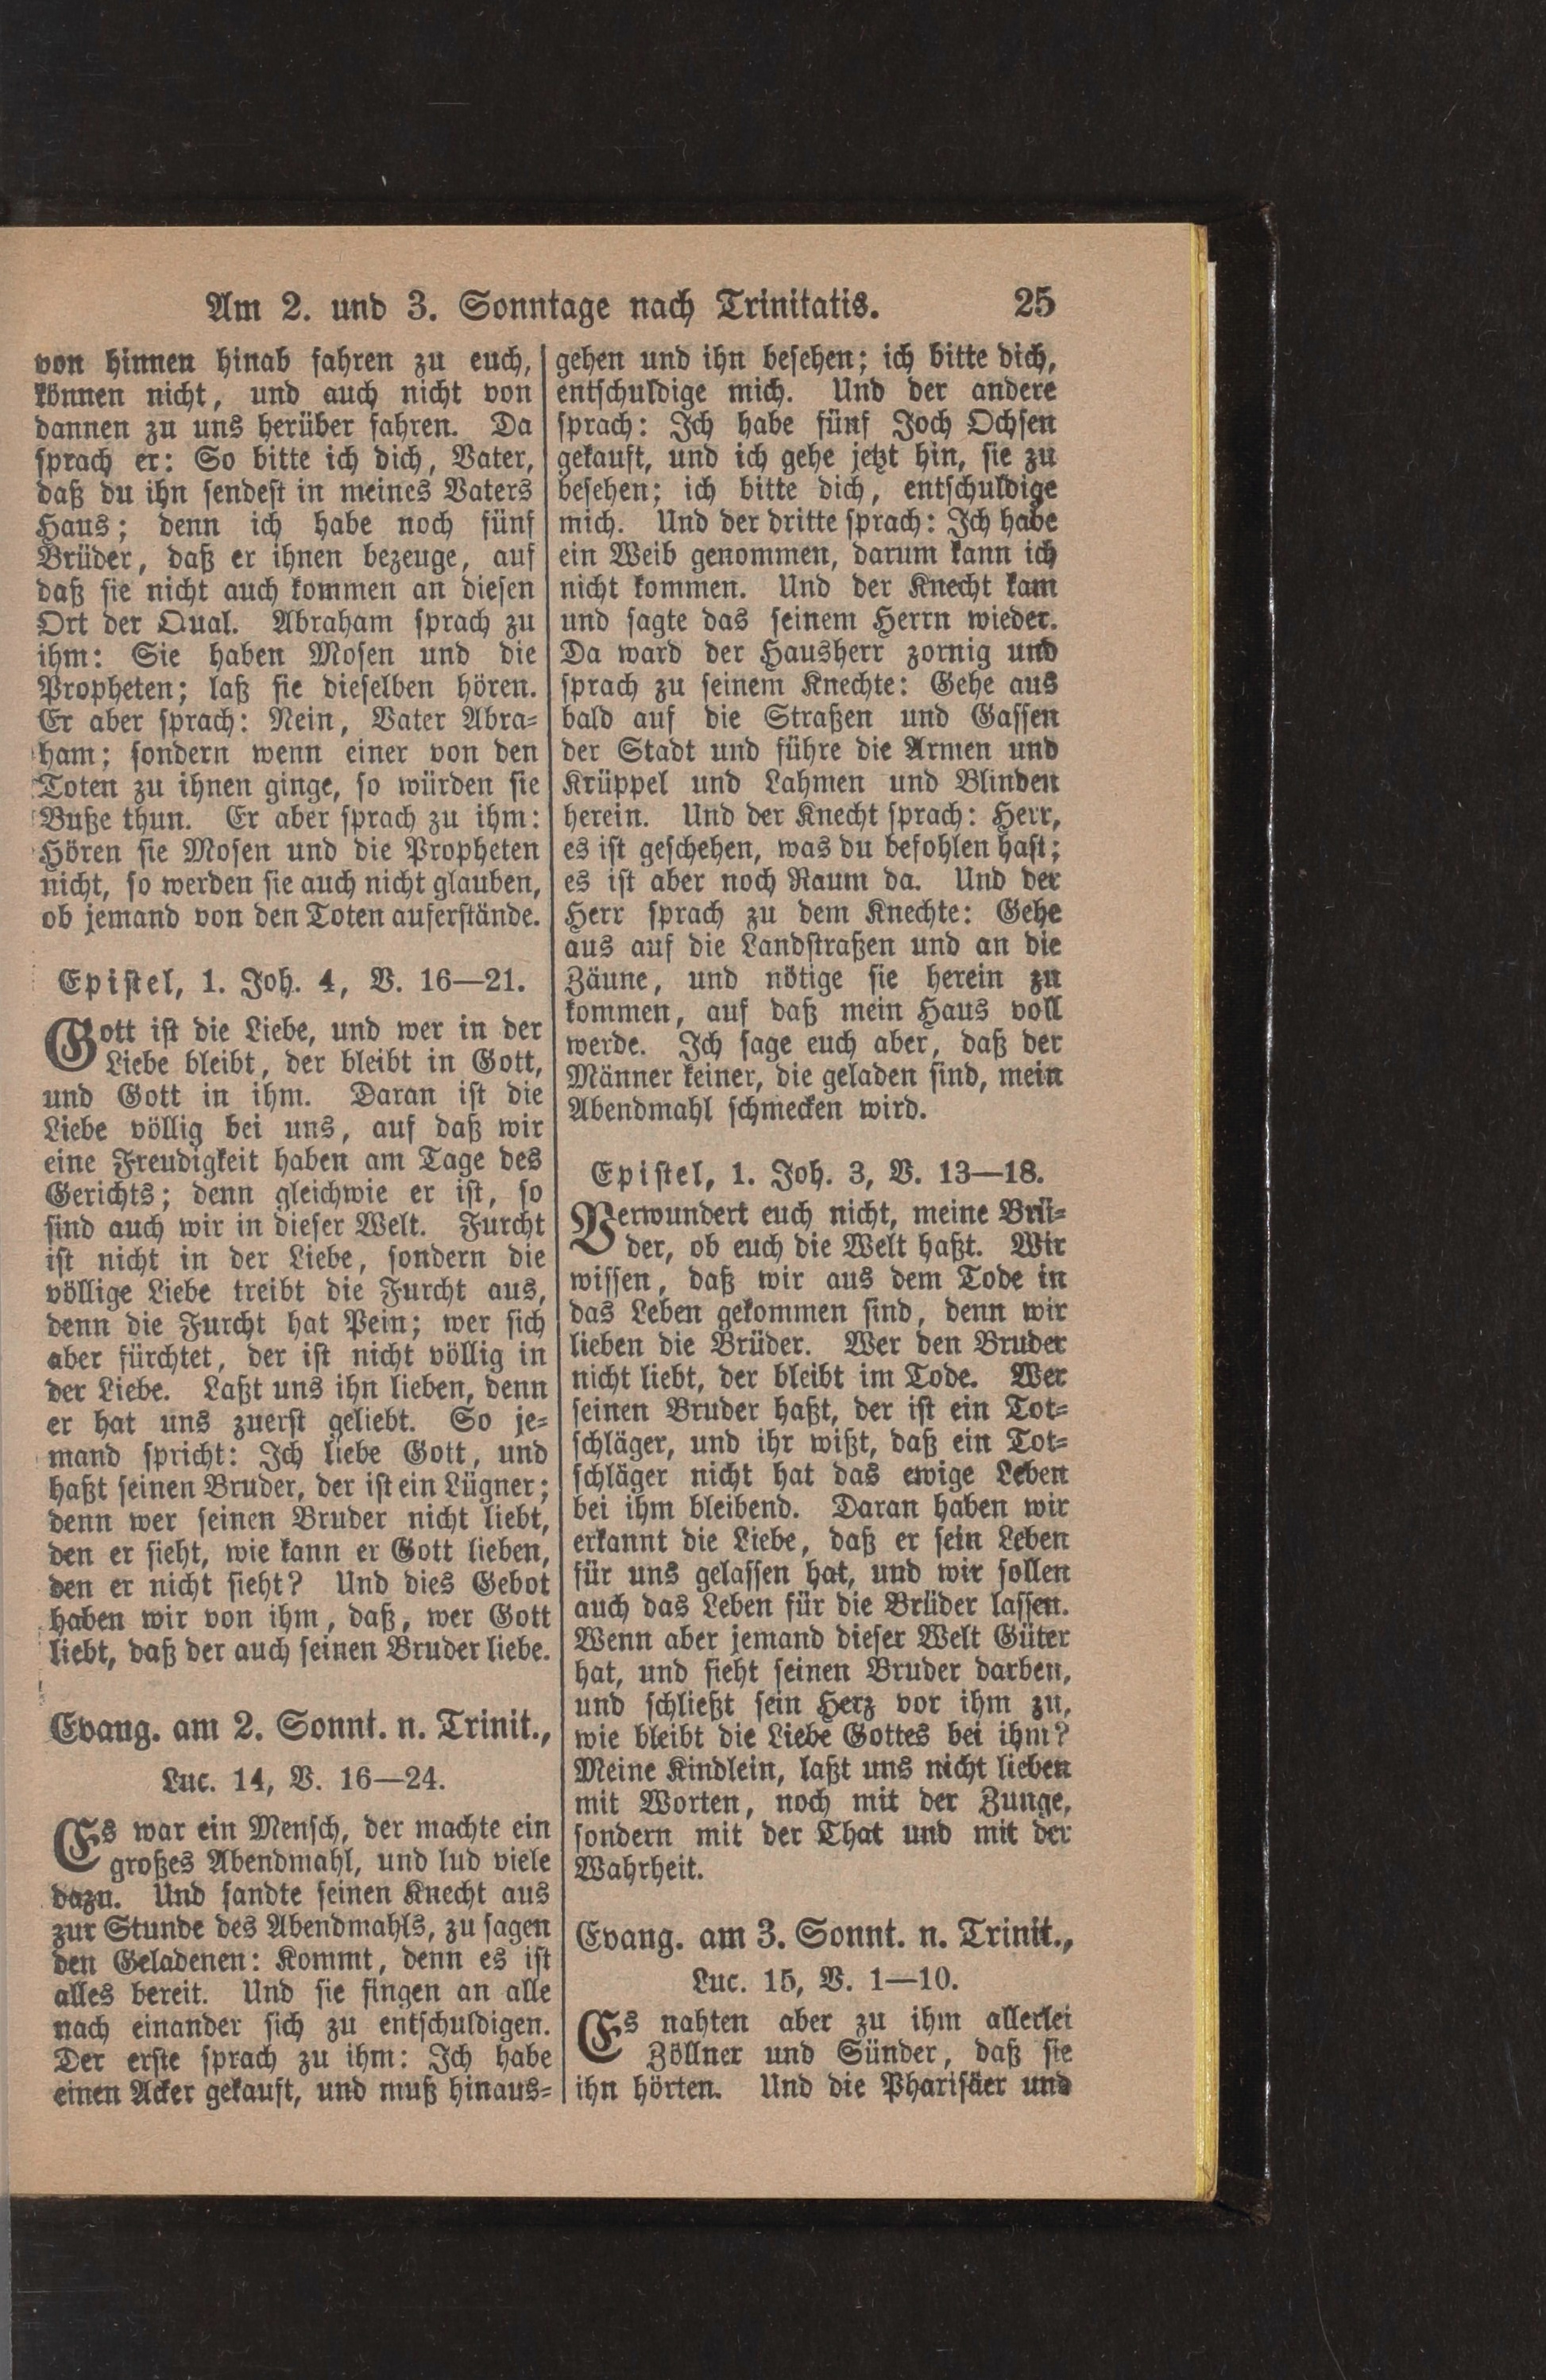 Am 2. und 3. Sonntage nach Trinitatis. 25
von hinnen hinab fahren zu euch,
können nicht, und auch nicht von
dannen zu uns herüber fahren. Da
sprach er: So bitte ich dich, Vater,
daß du ihn sendest in meines Vaters
Haus; denn ich habe noch fünf
Brüder, daß er ihnen bezeuge, auf
daß sie nicht auch kommen an diesen
Ort der Qual. Abraham sprach zu
ihm: Sie haben Mosen und die
Propheten; laß sie dieselben hören.
Er aber sprach: Nein, Vater Abra-
ham; sondern wenn einer von den
Toten zu ihnen ginge, so würden sie
Buße thun. Er aber sprach zu ihm:
Hören sie Mosen und die Propheten
nicht, so werden sie auch nicht glauben,
ob jemand von den Toten auferstände.
Epistel, 1. Joh. 4, V. 16—21.
Gott ist die Liebe, und wer in der
Liebe bleibt, der bleibt in Gott,
und Gott in ihm. Daran ist die
Liebe völlig bei uns, auf daß wir
eine Freudigkeit haben am Tage des
Gerichts; denn gleichwie er ist, so
sind auch wir in dieser Welt. Furcht
ist nicht in der Liebe, sondern die
völlige Liebe treibt die Furcht aus,
denn die Furcht hat Pein; wer sich
aber fürchtet, der ist nicht völlig in
der Liebe. Laßt uns ihn lieben, denn
er hat uns zuerst geliebt. So je-
mand spricht: Ich liebe Gott, und
haßt seinen Bruder, der ist ein Lügner;
denn wer seinen Bruder nicht liebt,
den er sieht, wie kann er Gott lieben,
den er nicht sieht? Und dies Gebot
haben wir von ihm, daß, wer Gott
liebt, daß der auch seinen Bruder liebe.
Evang. am 2. Sonnt. n. Trinit.,
Luc. 14, V. 16—24.
Es war ein Mensch, der machte ein
großes Abendmahl, und lud viele
dazu. Und sandte seinen Knecht aus
zur Stunde des Abendmahls, zu sagen
den Geladenen: Kommt, denn es ist
alles bereit. Und sie fingen an alle
nach einander sich zu entschuldigen.
Der erste sprach zu ihm: Ich habe
einen Acker gekauft, und muß hinaus-
gehen und ihn besehen; ich bitte dich,
entschuldige mich. Und der andere
sprach: Ich habe fünf Joch Ochsen
gekauft, und ich gehe jetzt hin, sie zu
besehen; ich bitte dich, entschuldige
mich. Und der dritte sprach: Ich habe
ein Weib genommen, darum kann ich
nicht kommen. Und der Knecht kam
und sagte das seinem Herrn wieder.
Da ward der Hausherr zornig und
sprach zu seinem Knechte: Gehe aus
bald auf die Straßen und Gassen
der Stadt und führe die Armen und
Krüppel und Lahmen und Blinden
herein. Und der Knecht sprach: Herr,
es ist geschehen, was du befohlen hast;
es ist aber noch Raum da. Und der
Herr sprach zu dem Knechte: Gehe
aus auf die Landstraßen und an die
Zäune, und nötige sie herein zu
kommen, auf daß mein Haus voll
werde. Ich sage euch aber, daß der
Männer keiner, die geladen sind, mein
Abendmahl schmecken wird.
Epistel, 1. Joh. 3, V. 13—18.
Verwundert euch nicht, meine Brü-
der, ob euch die Welt haßt. Wir
wissen, daß wir aus dem Tode in
das Leben gekommen sind, denn wir
lieben die Brüder. Wer den Bruder
nicht liebt, der bleibt im Tode. Wer
seinen Bruder haßt, der ist ein Tot-
schläger, und ihr wißt, daß ein Tot-
schläger nicht hat das ewige Leben
bei ihm bleibend. Daran haben wir
erkannt die Liebe, daß er sein Leben
für uns gelassen hat, und wir sollen
auch das Leben für die Brüder lassen.
Wenn aber jemand dieser Welt Güter
hat, und sieht seinen Bruder darben,
und schließt sein Herz vor ihm zu,
wie bleibt die Liebe Gottes bei ihm?
Meine Kindlein, laßt uns nicht lieben
mit Worten, noch mit der Zunge,
sondern mit der That und mit der
Wahrheit.
Evang. am 3. Sonnt. n. Trinit.,
Luc. 15, V. 1—10.
Es nahten aber zu ihm allerlei
Zöllner und Sünder, daß sie
ihn hörten. Und die Pharisäer und